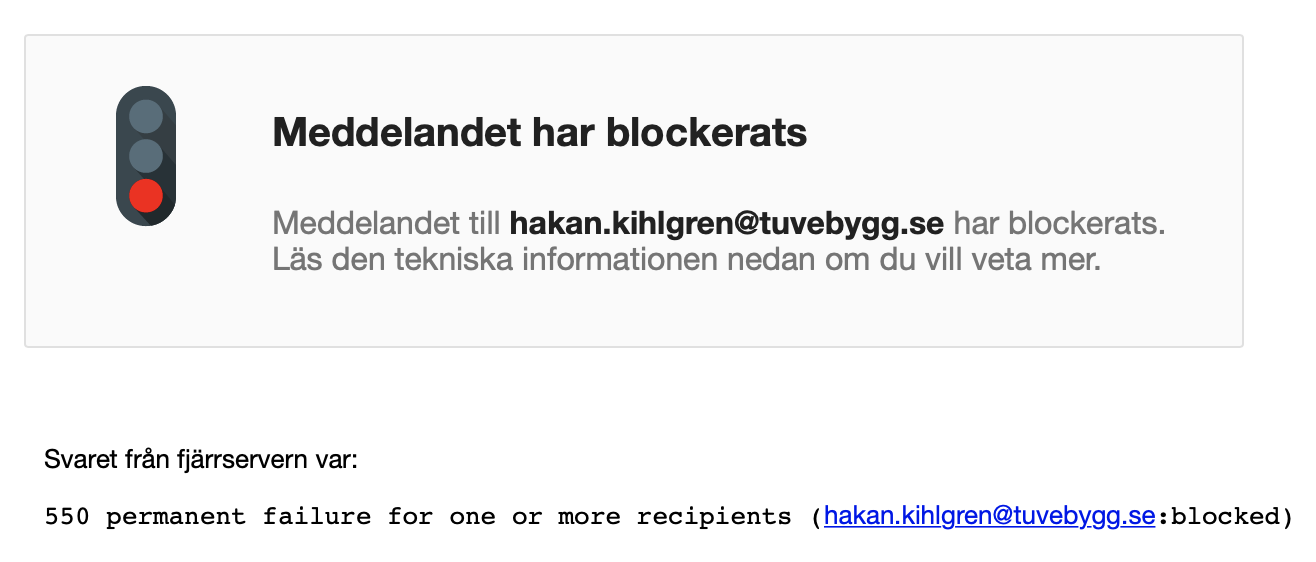 Meddelandet har blockerats
Meddelandet till hakan.kihlgren@tuvebygg.se har blockerats.
Läs den tekniska informationen nedan om du vill veta mer.
Svaret från fjärrservern var:
550 permanent failure for one or more recipients (hakan.kihlgren@tuvebygg.se:blocked)